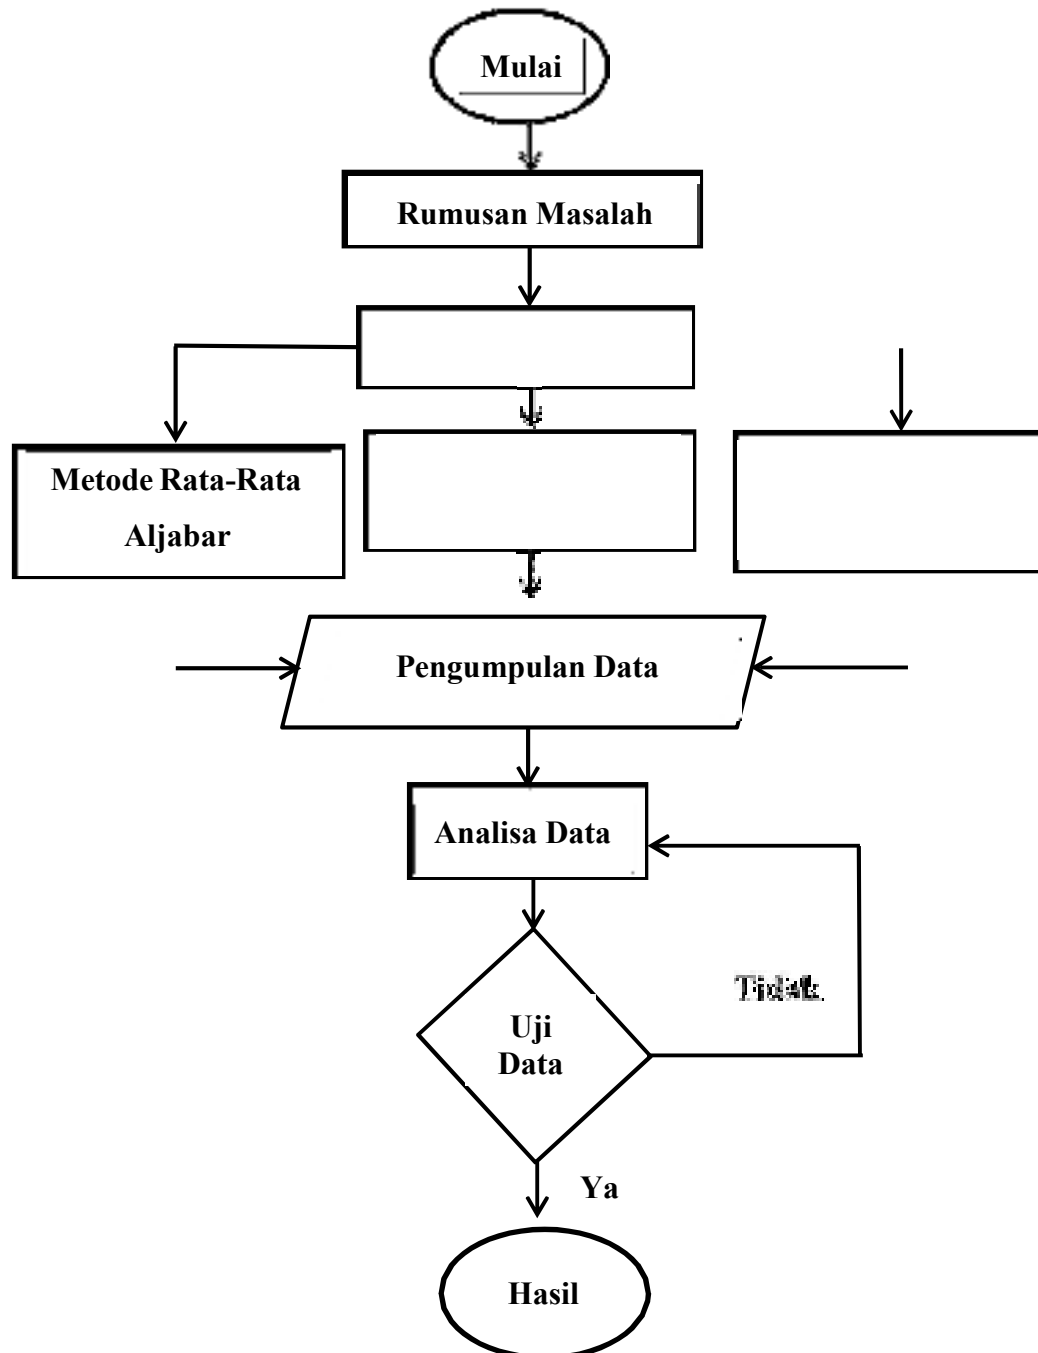 Mulai
Rumusan Masalah
Metode Rata-Rata
Aljabar
Pengumpulan Data
Analisa Data
Tidak
Uji
Data
Ya
Hasil